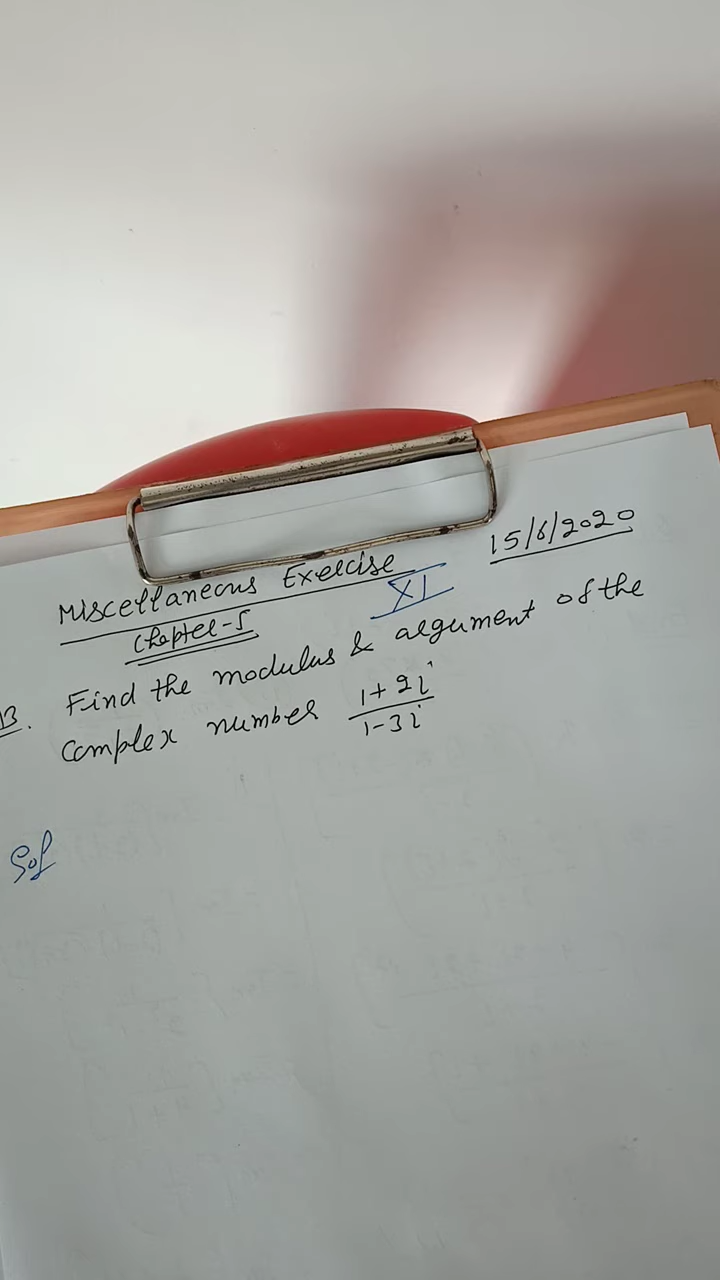 Miscellaneous Exercise 15/6/2020
Chapter-5 XI
13. Find the modulus & argument of the
Complex number 1+2i/1-3i
Sol